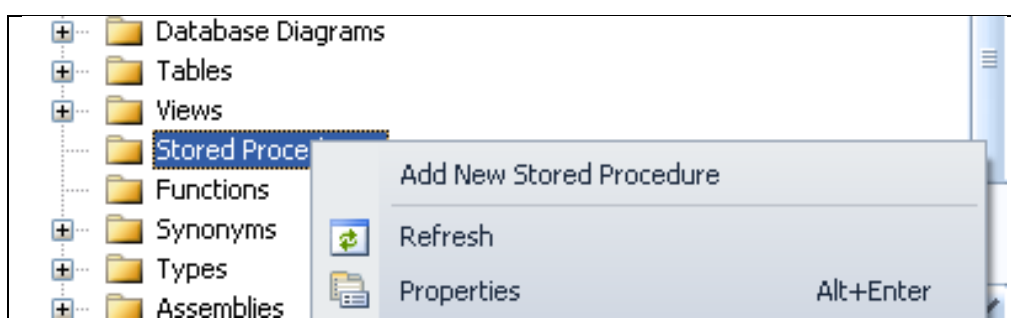 Database Diagrams
Tables
Views
Stored Proce
Add New Stored Procedure
Functions
Synonyms
Refresh
Types
Properties Alt+Enter
Assemblies